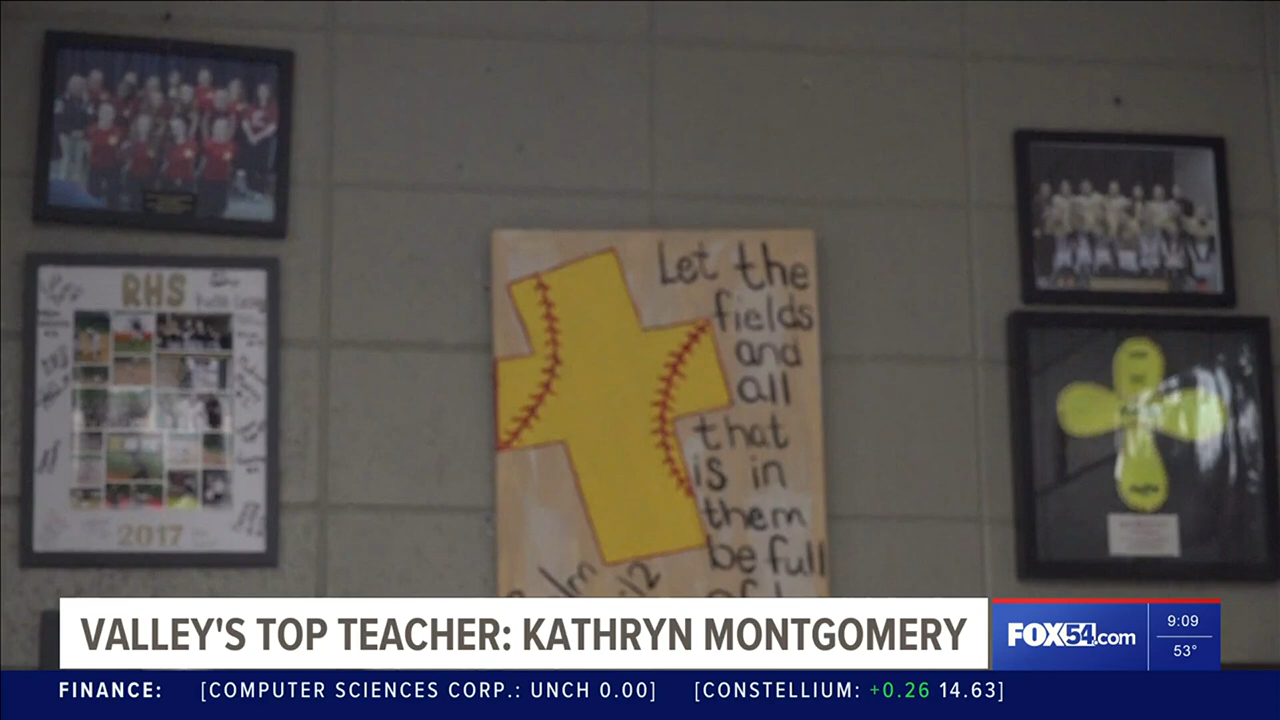 RHS
2017
Let the
fields
and
all
that
is in
them
be full
VALLEY'S TOP TEACHER: KATHRYN MONTGOMERY
FOX54.com
9:09
53°
FINANCE: [COMPUTER SCIENCES CORP.: UNCH 0.00] [CONSTELLIUM: +0.26 14.63]